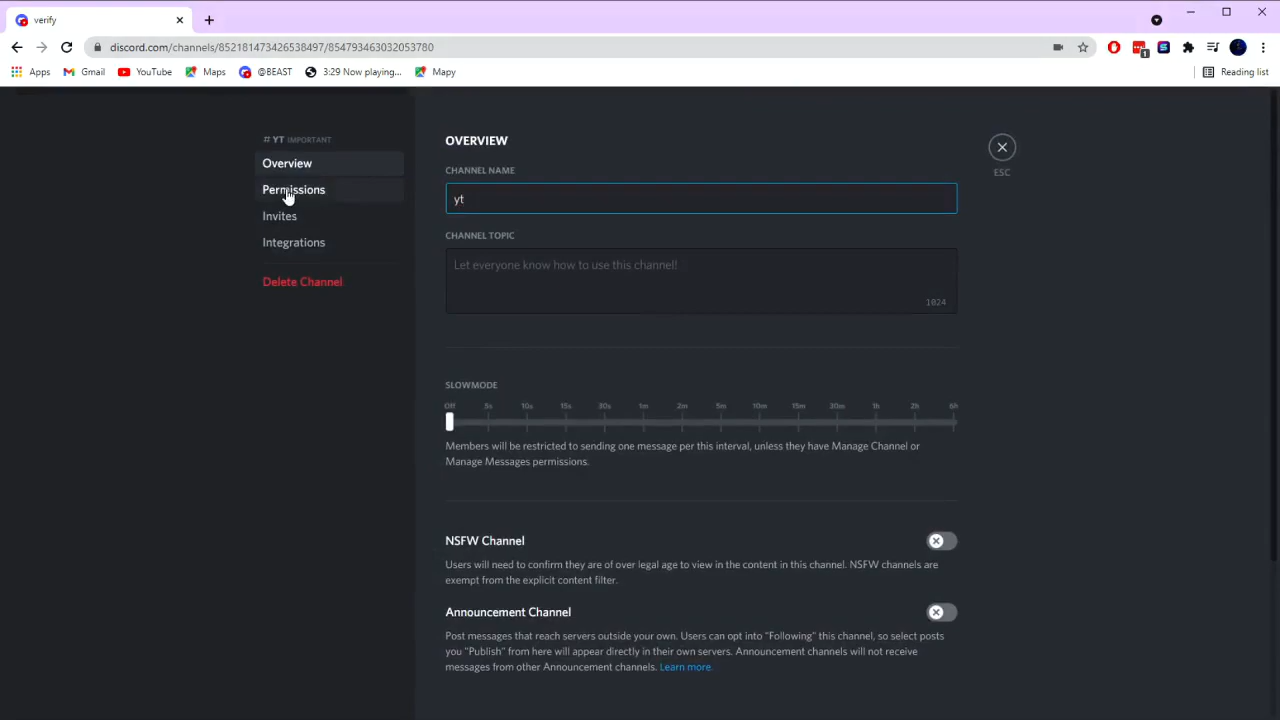 verify
discord.com/channels/852181473426538497/854793463032053780
1
Apps Gmail YouTube Maps @BEAST 3:29 Now playing... Mapy Reading list
# YT IMPORTANT
Overview
Permissions
Invites
Integrations
Delete Channel
OVERVIEW
CHANNEL NAME
yt
CHANNEL TOPIC
Let everyone know how to use this channel!
1024
ESC
SLOWMODE
Off 5s 10s 15s 30s 1m 2m 5m 10m 15m 30m 1h 2h 6h
Members will be restricted to sending one message per this interval, unless they have Manage Channel or
Manage Messages permissions.
NSFW Channel
Users will need to confirm they are of over legal age to view in the content in this channel. NSFW channels are
exempt from the explicit content filter.
Announcement Channel
Post messages that reach servers outside your own. Users can opt into "Following" this channel, so select posts
you "Publish" from here will appear directly in their own servers. Announcement channels will not receive
messages from other Announcement channels. Learn more.